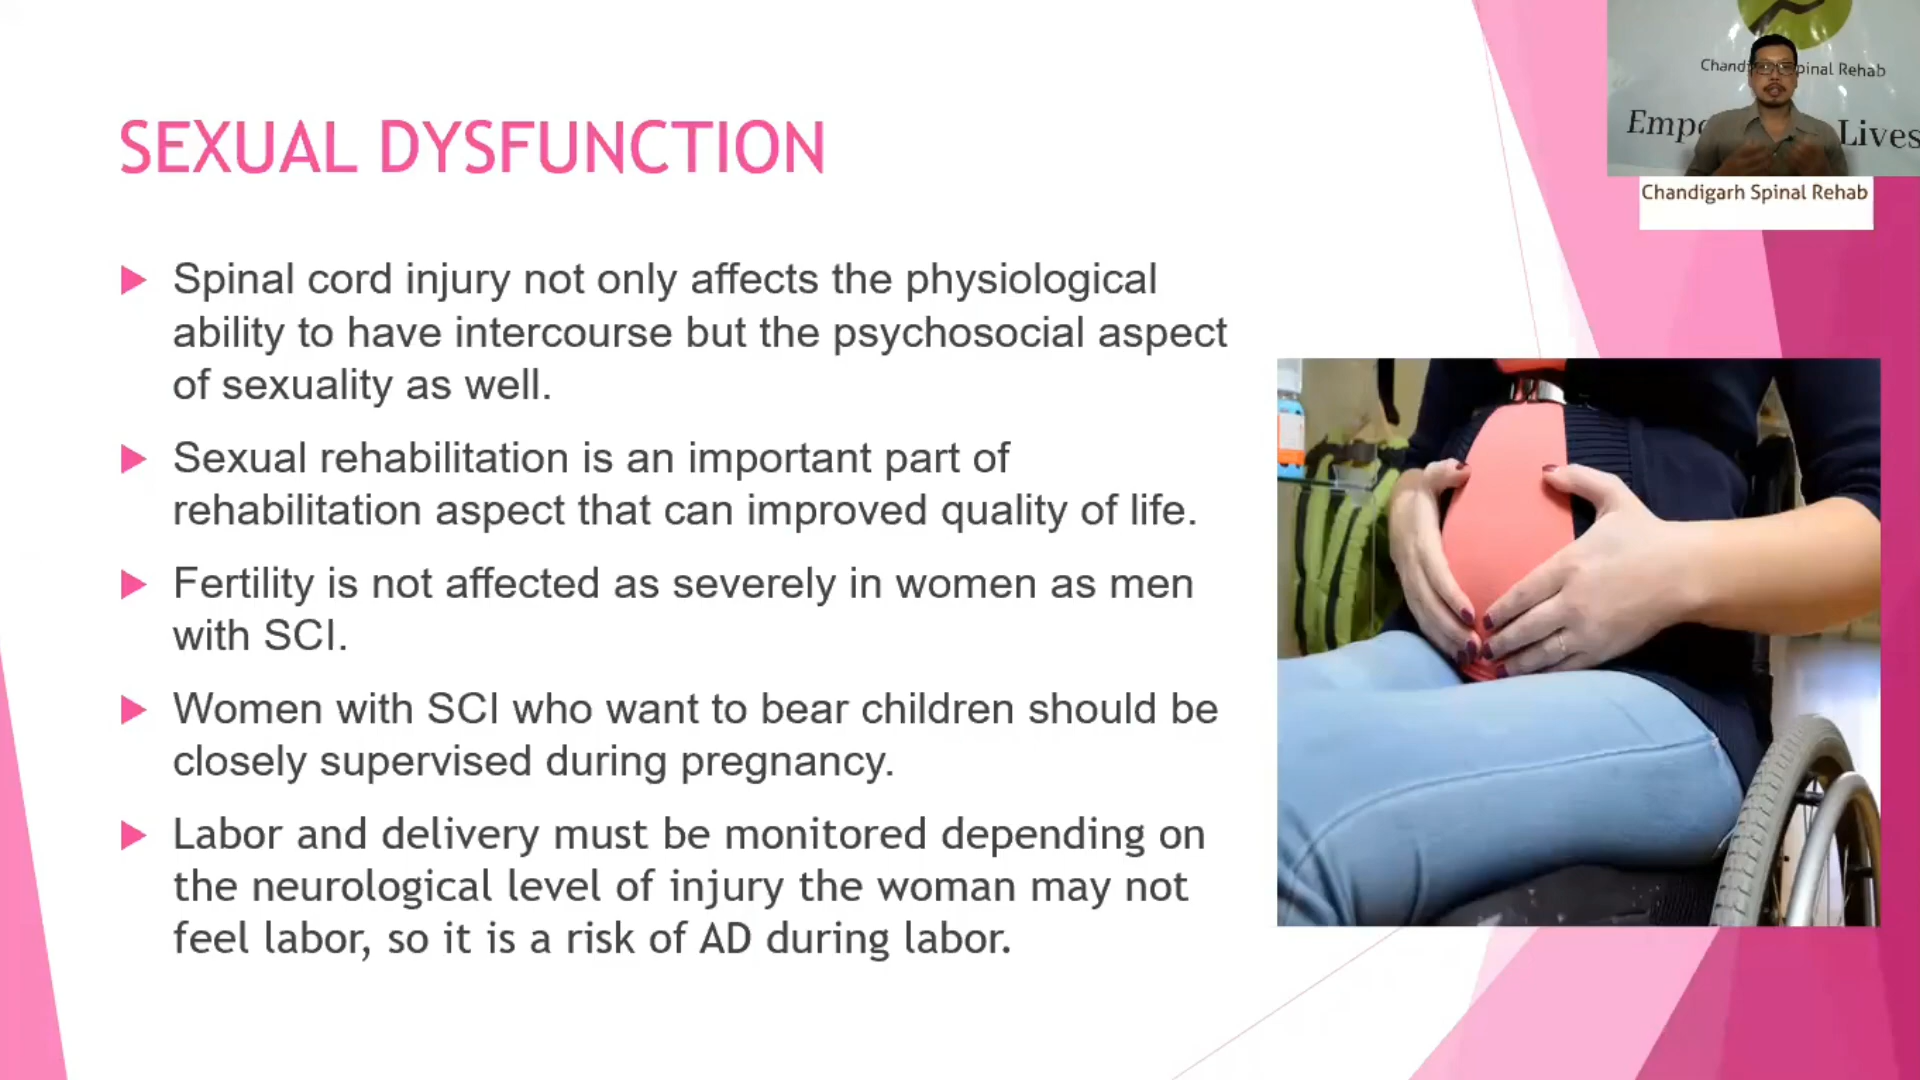 SEXUAL DYSFUNCTION
Spinal cord injury not only affects the physiological
ability to have intercourse but the psychosocial aspect
of sexuality as well.
Sexual rehabilitation is an important part of
rehabilitation aspect that can improved quality of life.
Fertility is not affected as severely in women as men
with SCI.
Women with SCI who want to bear children should be
closely supervised during pregnancy.
Labor and delivery must be monitored depending on
the neurological level of injury the woman may not
feel labor, so it is a risk of AD during labor.
Rehab
Lives
Chandigarh Spinal Rehab